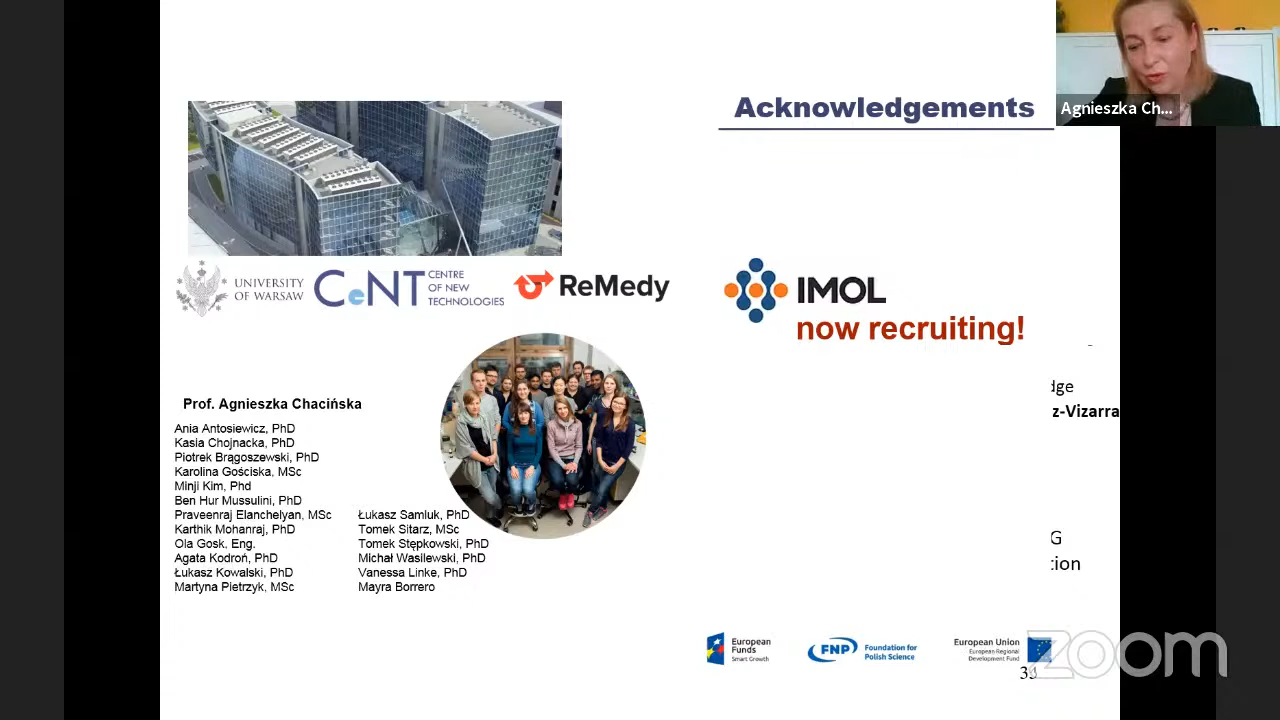 Acknowledgements
Agnieszka Ch...
UNIVERSITY
OF WARSAW
CeNT
CENTRE
OF NEW
TECHNOLOGIES
ReMedy
IMOL
now recruiting!
dge
z-Vizarra
Prof. Agnieszka Chacińska
Ania Antosiewicz, PhD
Kasia Chojnacka, PhD
Piotrek Brągoszewski, PhD
Karolina Gościska, MSc
Minji Kim, Phd
Ben Hur Mussulini, PhD
Praveenraj Elanchelyan, MSc
Karthik Mohanraj, PhD
Ola Gosk, Eng.
Agata Kodroń, PhD
Łukasz Kowalski, PhD
Martyna Pietrzyk, MSc
Łukasz Samluk, PhD
Tomek Sitarz, MSc
Tomek Stępkowski, PhD
Michał Wasilewski, PhD
Vanessa Linke, PhD
Mayra Borrero
G
tion
European
Funds
Smart Growth
FNP
Foundation for
Polish Science
European Union
European Regional
Development Fund
zoom